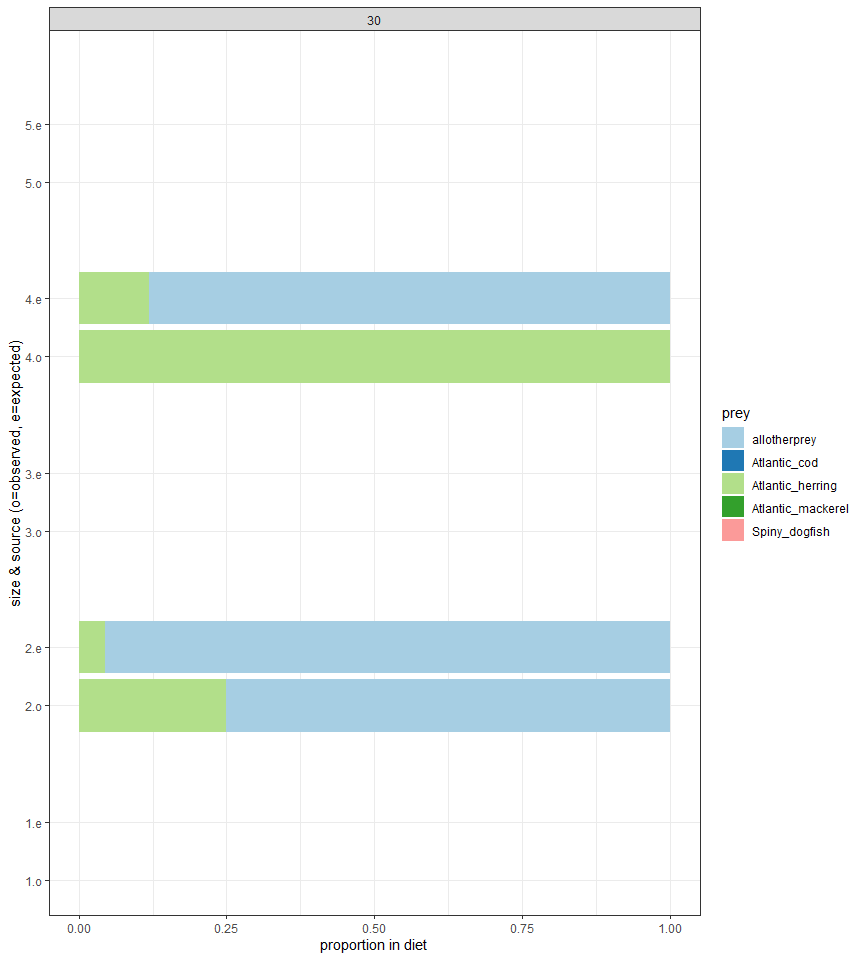 30
5.e
5.o
4.e
4.o
3.e
3.o
2.e
2.o
1.e
1.o
size & source (o=observed, e=expected)
0.00 0.25 0.50 0.75 1.00
proportion in diet
prey
allotherprey
Atlantic_cod
Atlantic_herring
Atlantic_mackerel
Spiny_dogfish